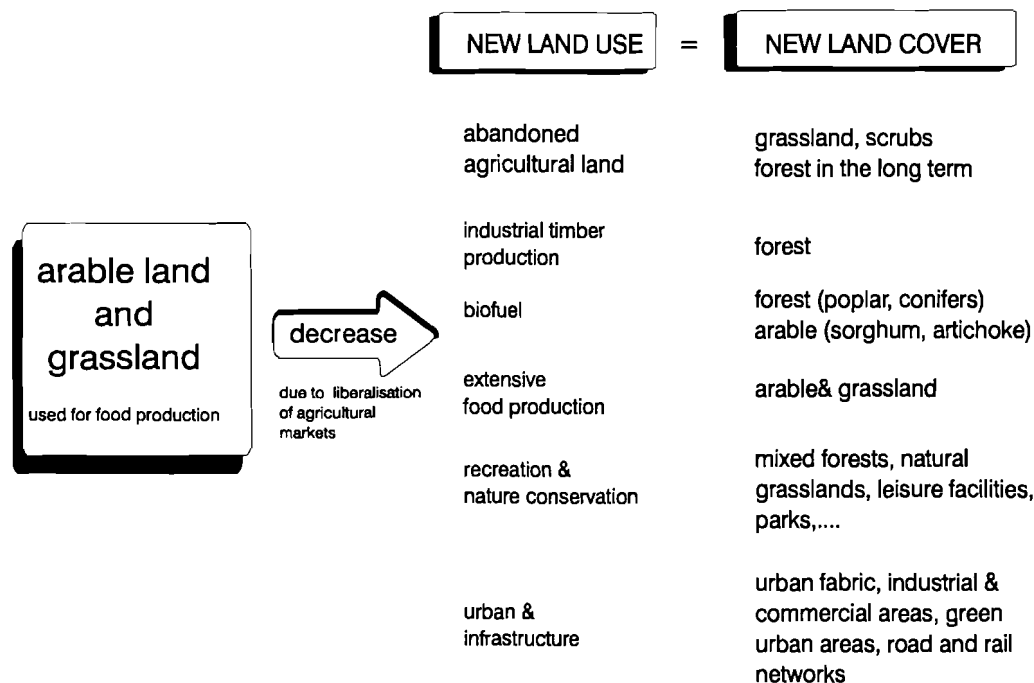 NEW LAND USE = NEW LAND COVER
arable land
and
grassland
used for food production
decrease
due to liberalisation
of agricultural
markets
abandoned
agricultural land
grassland, scrubs
forest in the long term
industrial timber
production
forest
biofuel
forest (poplar, conifers)
arable (sorghum, artichoke)
extensive
food production
arable& grassland
recreation &
nature conservation
mixed forests, natural
grasslands, leisure facilities,
parks,....
urban &
infrastructure
urban fabric, industrial &
commercial areas, green
urban areas, road and rail
networks